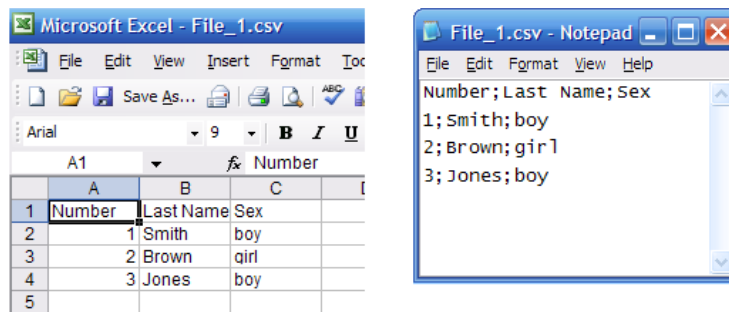 Microsoft Excel - File_1.csv
File Edit View Insert Format
Save As...
Arial 9 B I U
A1 fx Number
A B C
1 Number Last Name Sex
2 1 Smith boy
3 2 Brown girl
4 3 Jones boy
5
File_1.csv - Notepad
File Edit Format View Help
Number;Last Name;Sex
1;Smith;boy
2;Brown;girl
3;Jones;boy